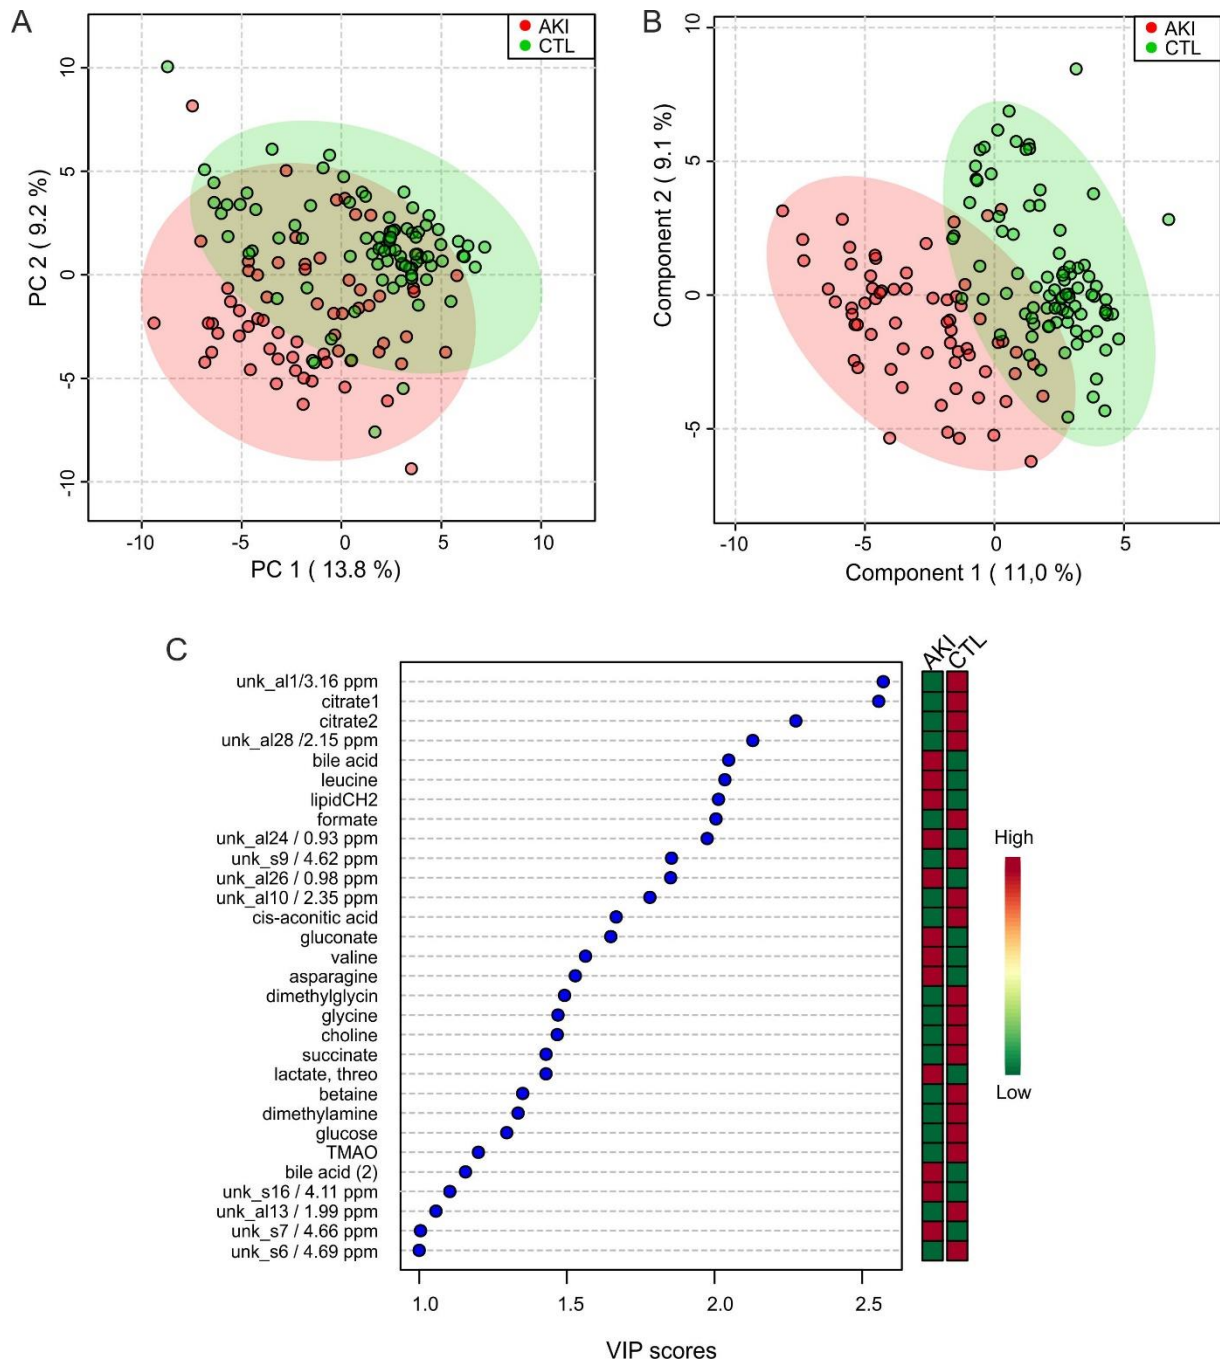 A
AKI
CTL
PC 2 ( 9.2 %)
10
5
0
-5
-10
-10
-5
0
5
10
PC 1 ( 13.8 %)
B
AKI
CTL
Component 2 ( 9.1 %)
10
5
0
-5
-10
-5
0
5
Component 1 ( 11,0 %)
C
AKI
CTL
unk_al1/3.16 ppm
citrate1
citrate2
unk_al28 /2.15 ppm
bile acid
leucine
lipidCH2
formate
unk_al24 / 0.93 ppm
unk_s9 / 4.62 ppm
unk_al26 / 0.98 ppm
unk_al10 / 2.35 ppm
cis-aconitic acid
gluconate
valine
asparagine
dimethylglycin
glycine
choline
succinate
lactate, threo
betaine
dimethylamine
glucose
TMAO
bile acid (2)
unk_s16 / 4.11 ppm
unk_al13 / 1.99 ppm
unk_s7 / 4.66 ppm
unk_s6 / 4.69 ppm
1.0
1.5
2.0
2.5
VIP scores
High
Low